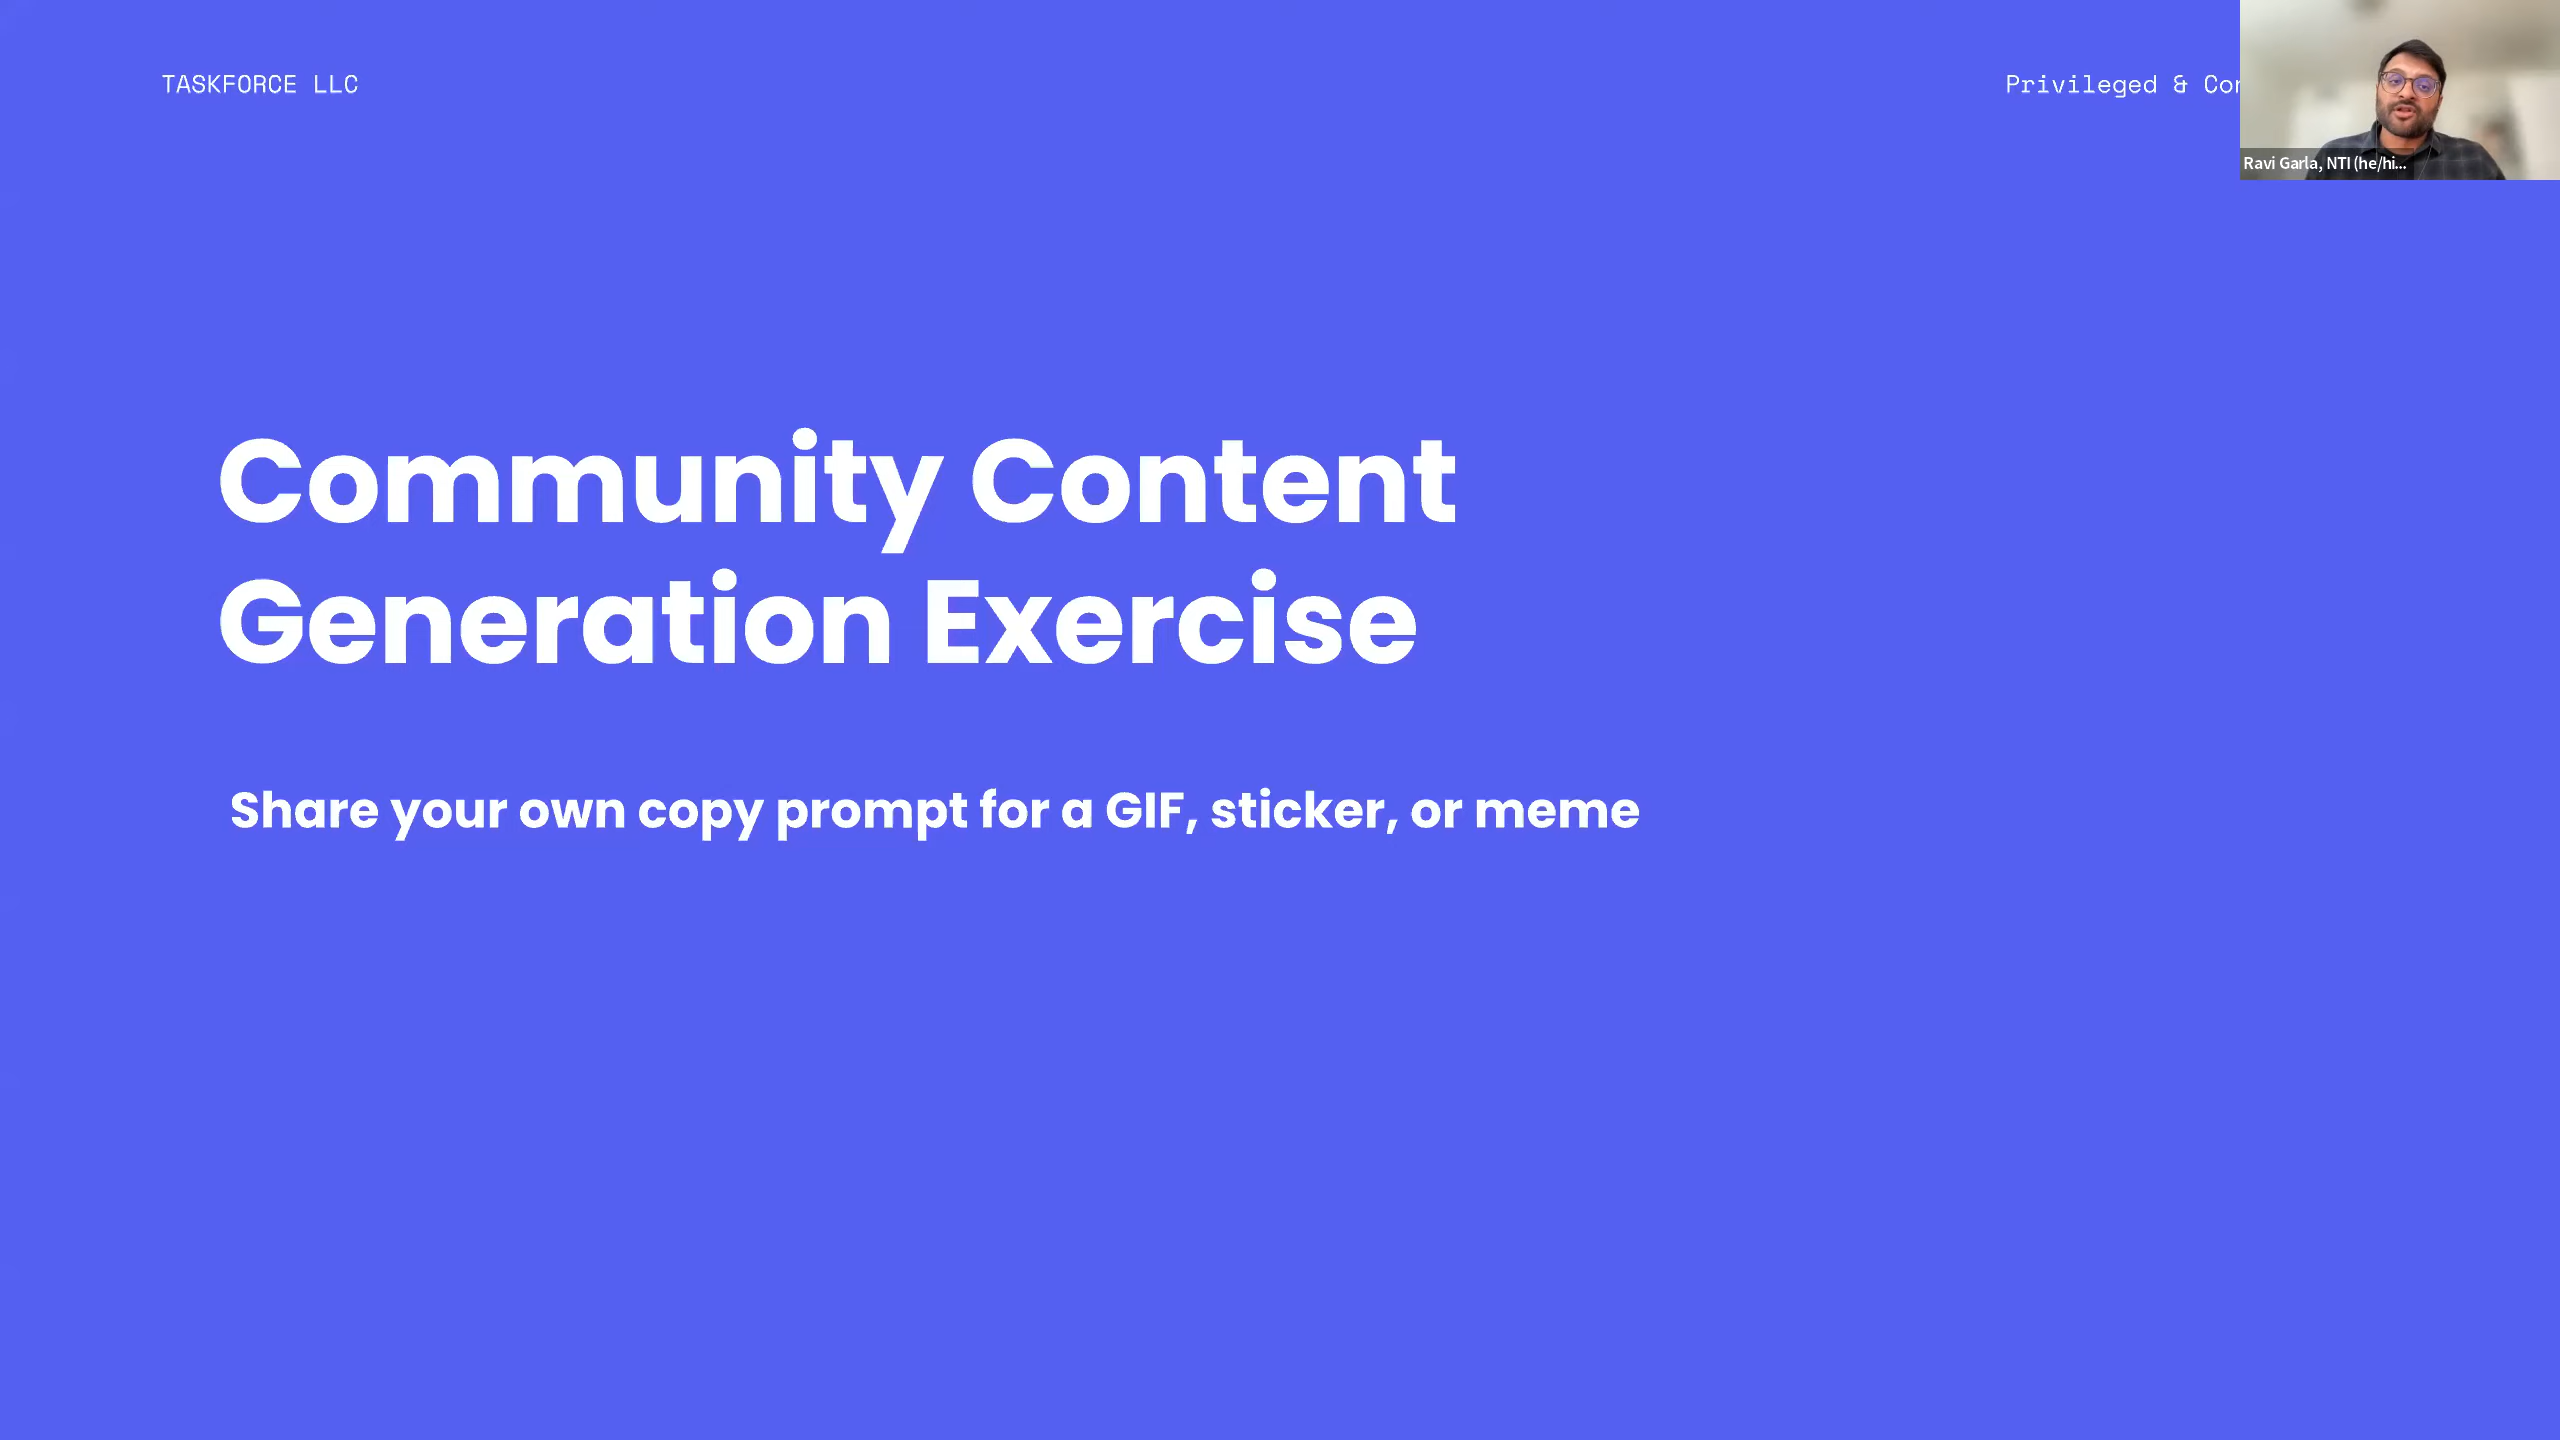 TASKFORCE LLC
Privileged &
Ravi Garla, NTI (he/hi...
Community Content
Generation Exercise
Share your own copy prompt for a GIF, sticker, or meme